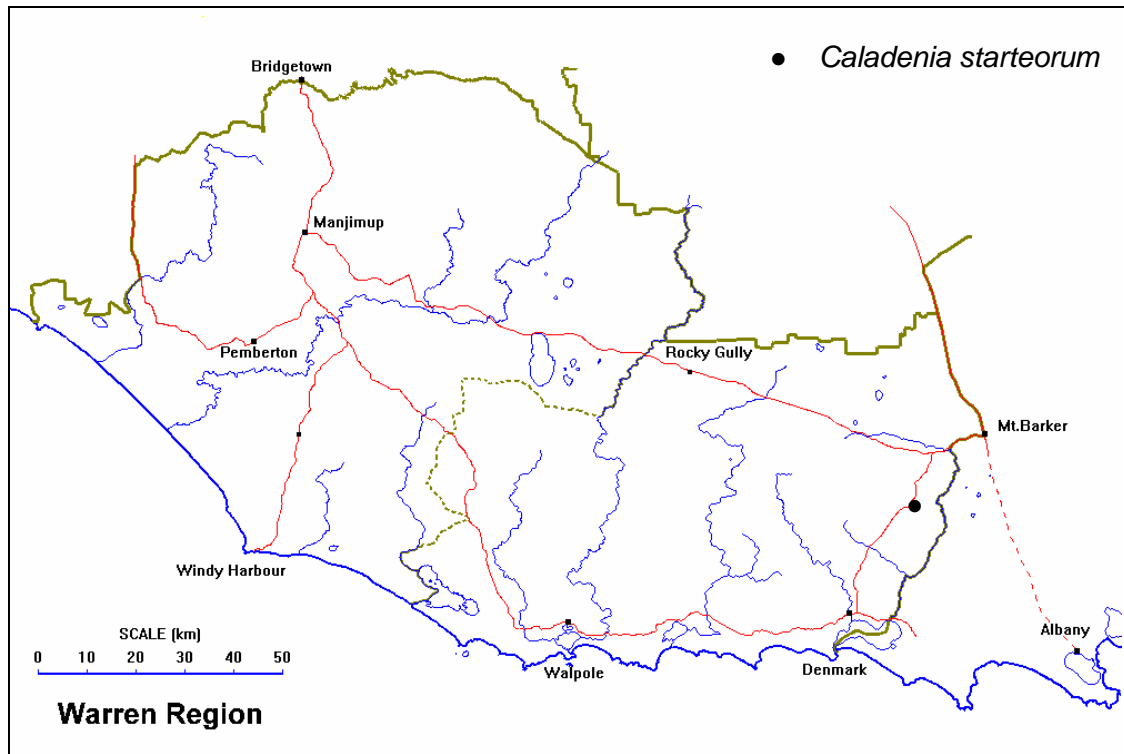 Caladenia starteorum
Bridgetown
Manjimup
Pemberton
Rocky Gully
Mt.Barker
Windy Harbour
SCALE (km)
0 10 20 30 40 50
Walpole
Denmark
Albany
Warren Region